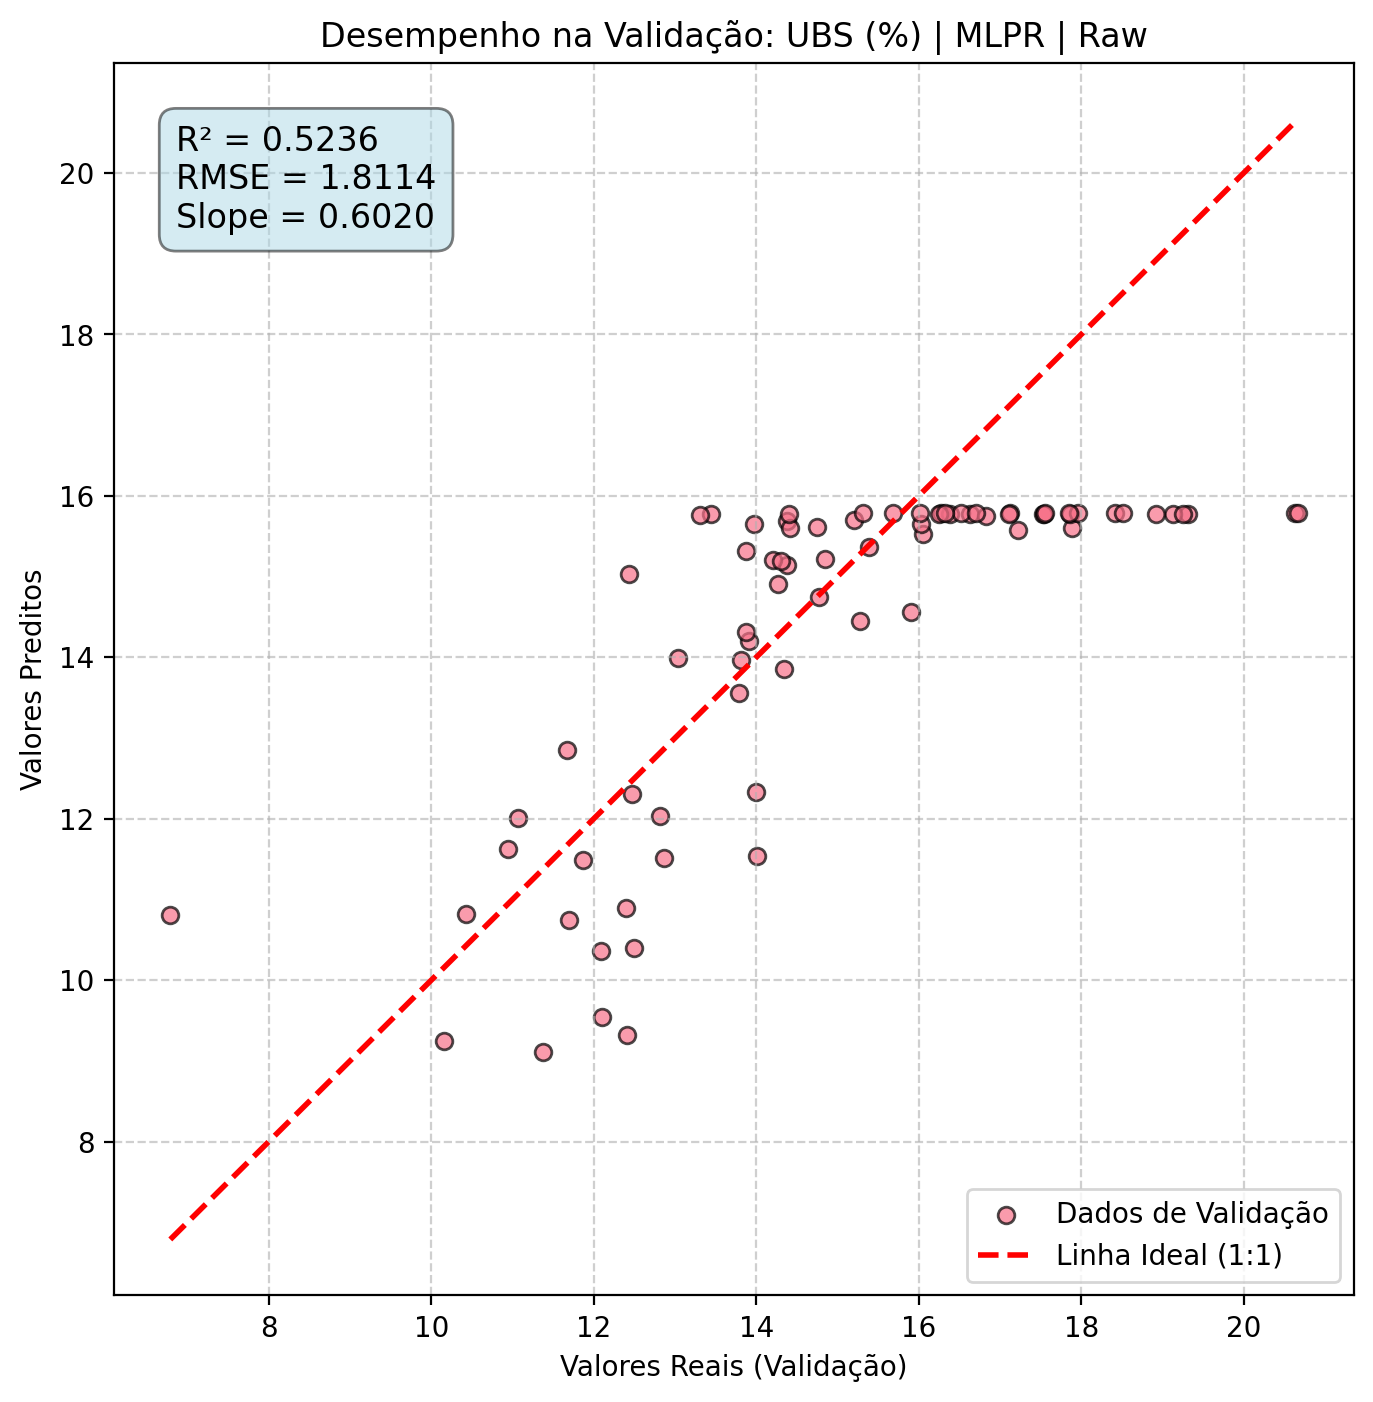 Desempenho na Validação: UBS (%) | MLPR | Raw
R² = 0.5236
RMSE = 1.8114
Slope = 0.6020
Valores Preditos
20
18
16
14
12
10
8
Dados de Validação
Linha Ideal (1:1)
8 10 12 14 16 18 20
Valores Reais (Validação)